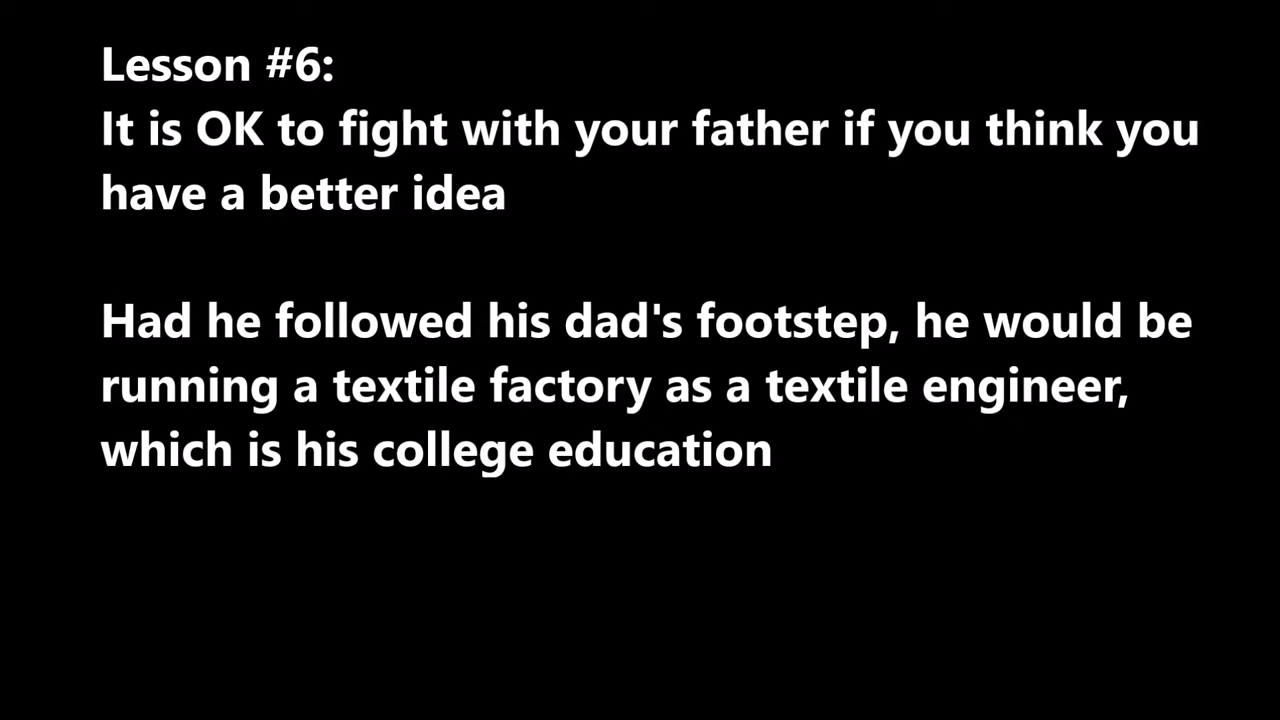 Lesson #6:
It is OK to fight with your father if you think you
have a better idea
Had he followed his dad's footstep, he would be
running a textile factory as a textile engineer,
which is his college education